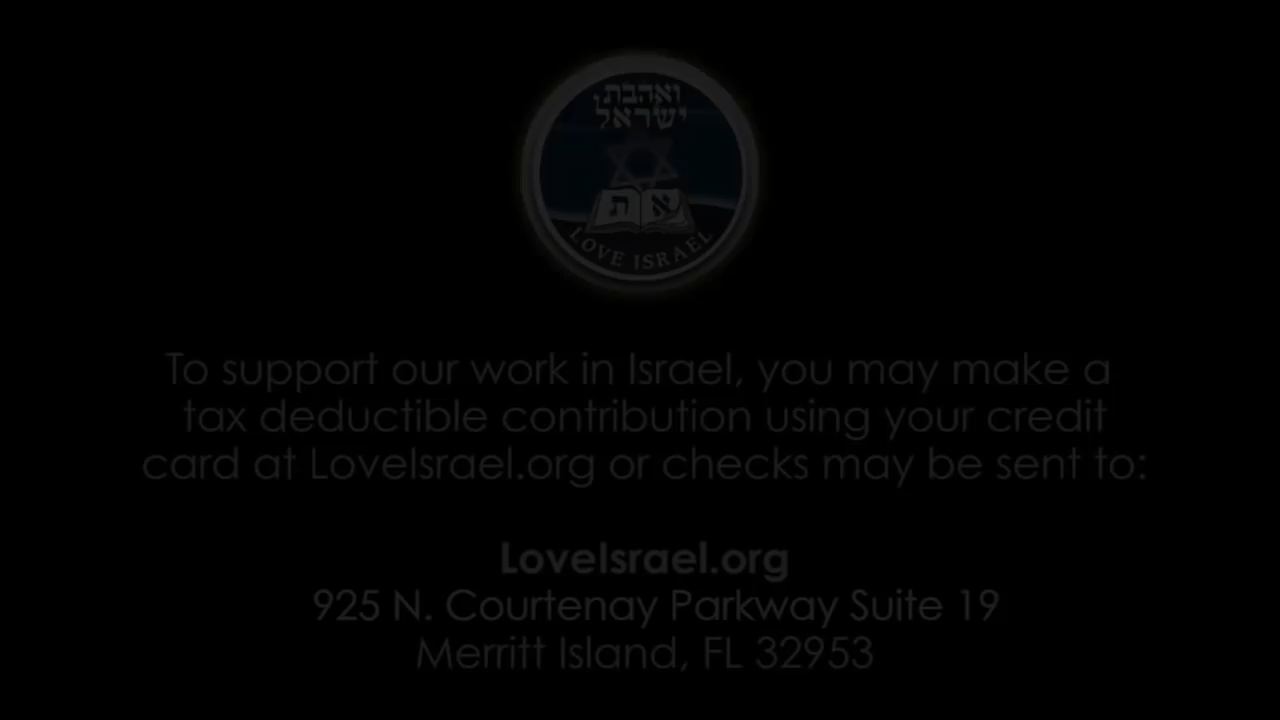 ואהבת
ישראל
ת א
LOVE ISRAEL
To support our work in Israel, you may make a
tax deductible contribution using your credit
card at LoveIsrael.org or checks may be sent to:
LoveIsrael.org
925 N. Courtenay Parkway Suite 19
Merritt Island, FL 32953